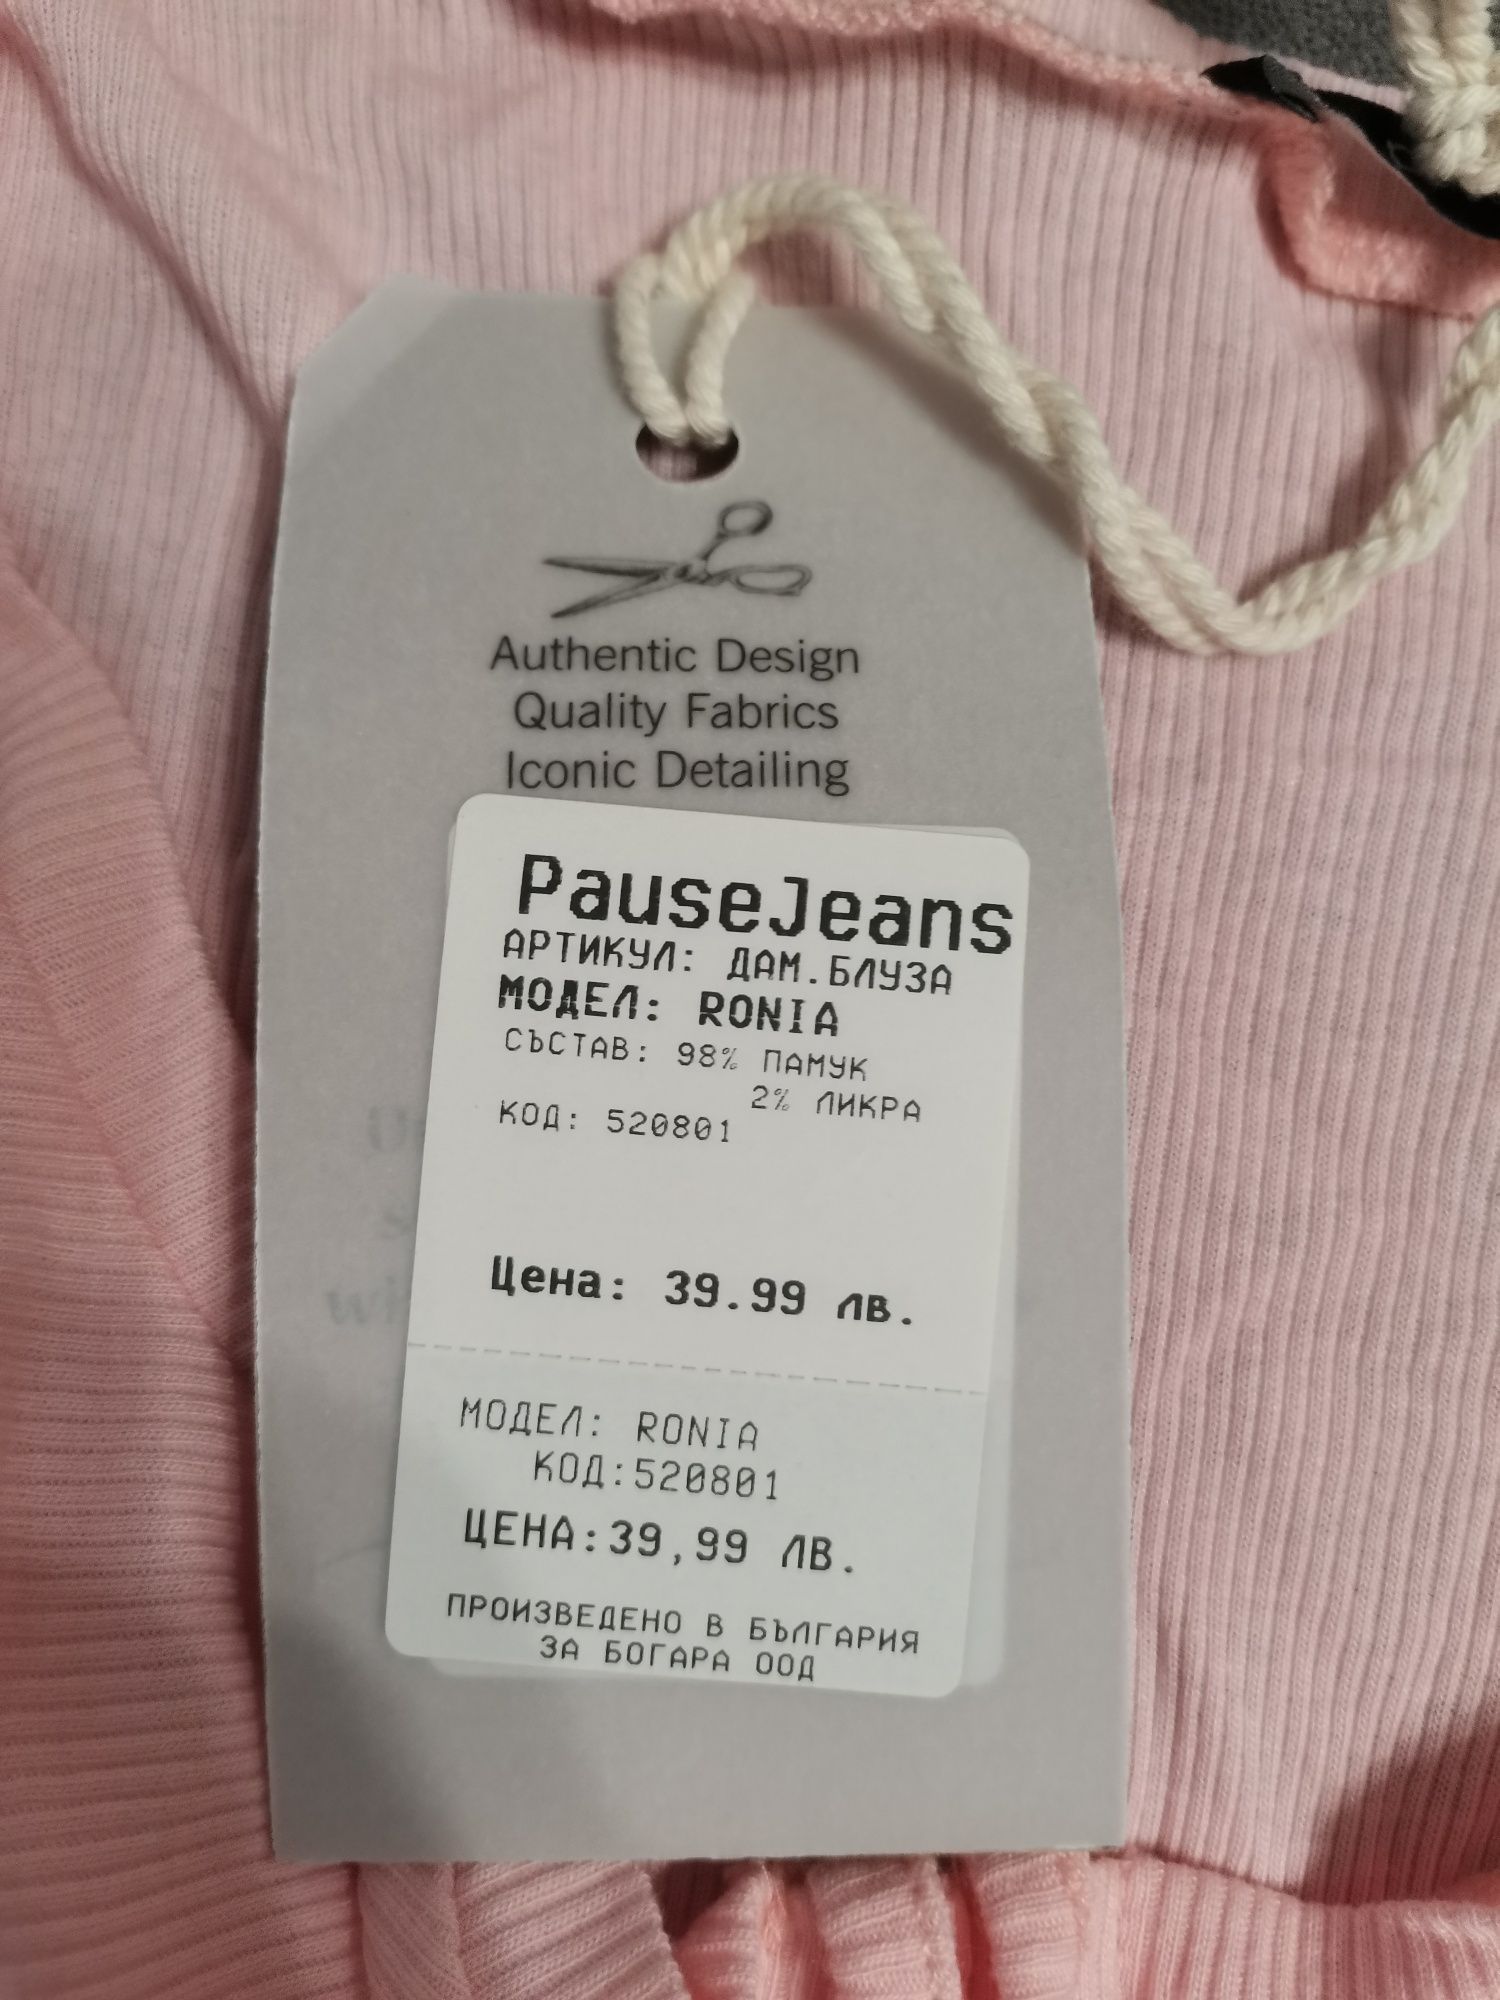 Authentic Design
Quality Fabrics
Iconic Detailing
PauseJeans
АРТИКУЛ: ДАМ.БЛУЗА
МОДЕЛ: RONIA
СЪСТАВ: 98% ПАМУК
2% ЛИКРА
КОД: 520801
Цена: 39.99 лв.
МОДЕЛ: RONIA
КОД:520801
ЦЕНА:39,99 ЛВ.
ПРОИЗВЕДЕНО В БЪЛГАРИЯ
ЗА БОГАРА ООД